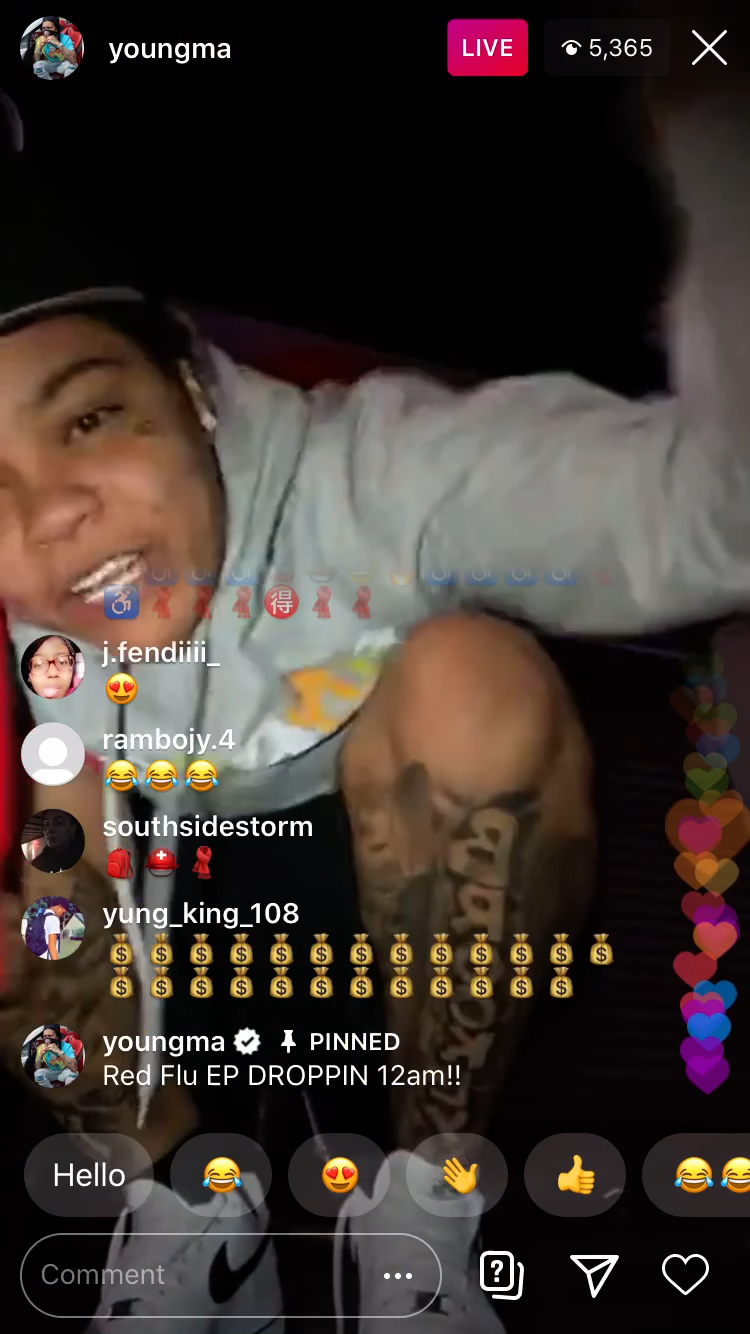 youngma
LIVE
5,365
得
j.fendiiii_
😍
rambojy.4
😂😂😂
southsidestorm
🎒⛑️🧣
yung_king_108
💰💰💰💰💰💰💰💰💰💰💰💰💰
💰💰💰💰💰💰💰💰💰💰💰💰
youngma PINNED
Red Flu EP DROPPIN 12am!!
Hello
Comment